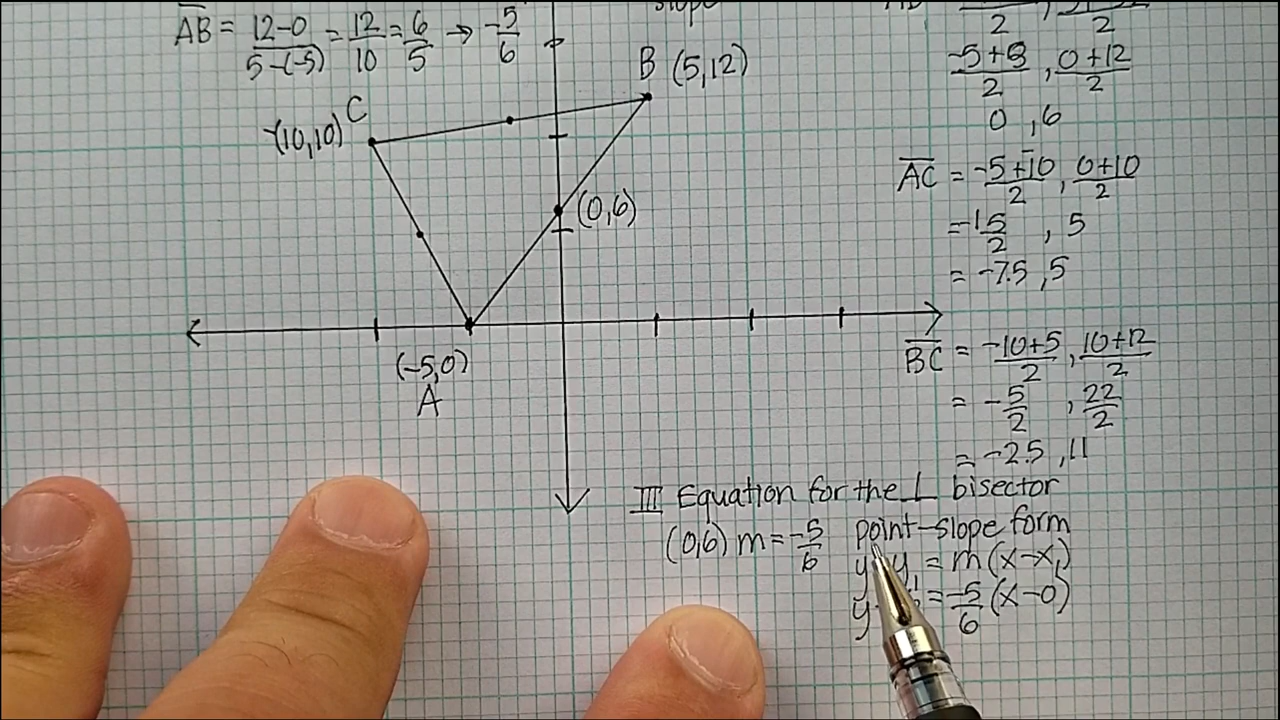 AB = 12-0 / 5-(-5) = 12/10 = 6/5 → -5/6
slope
B (5,12)
C
-(10,10)
(0,6)
(-5,0)
A
-5+5 / 2 , 0+12 / 2
0 , 6
AC = -5+-10 / 2 , 0+10 / 2
= -15/2 , 5
= -7.5 , 5
BC = -10+5 / 2 , 10+12 / 2
= -5/2 , 22/2
= -2.5 , 11
III Equation for the ⊥ bisector
(0,6) m = -5/6 point-slope form
= m(x-x₁)
= -5/6 (x-0)